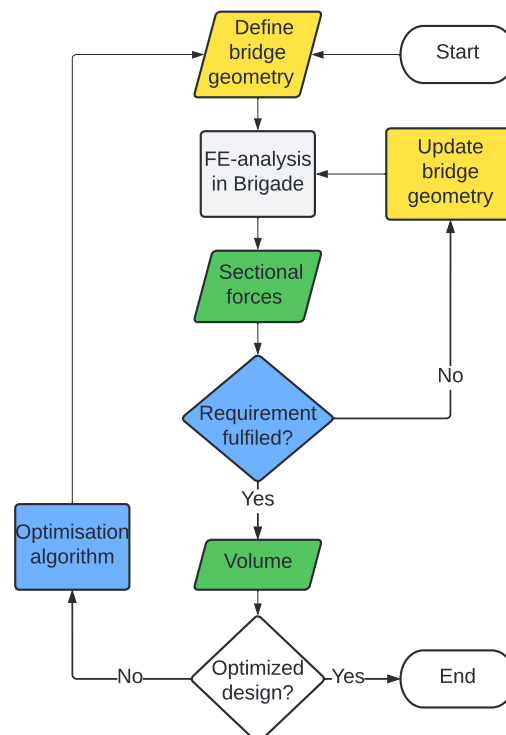 Define
bridge
geometry
Start
FE-analysis
in Brigade
Update
bridge
geometry
Sectional
forces
No
Requirement
fulfiled?
Yes
Optimisation
algorithm
Volume
No
Optimized
design?
Yes
End